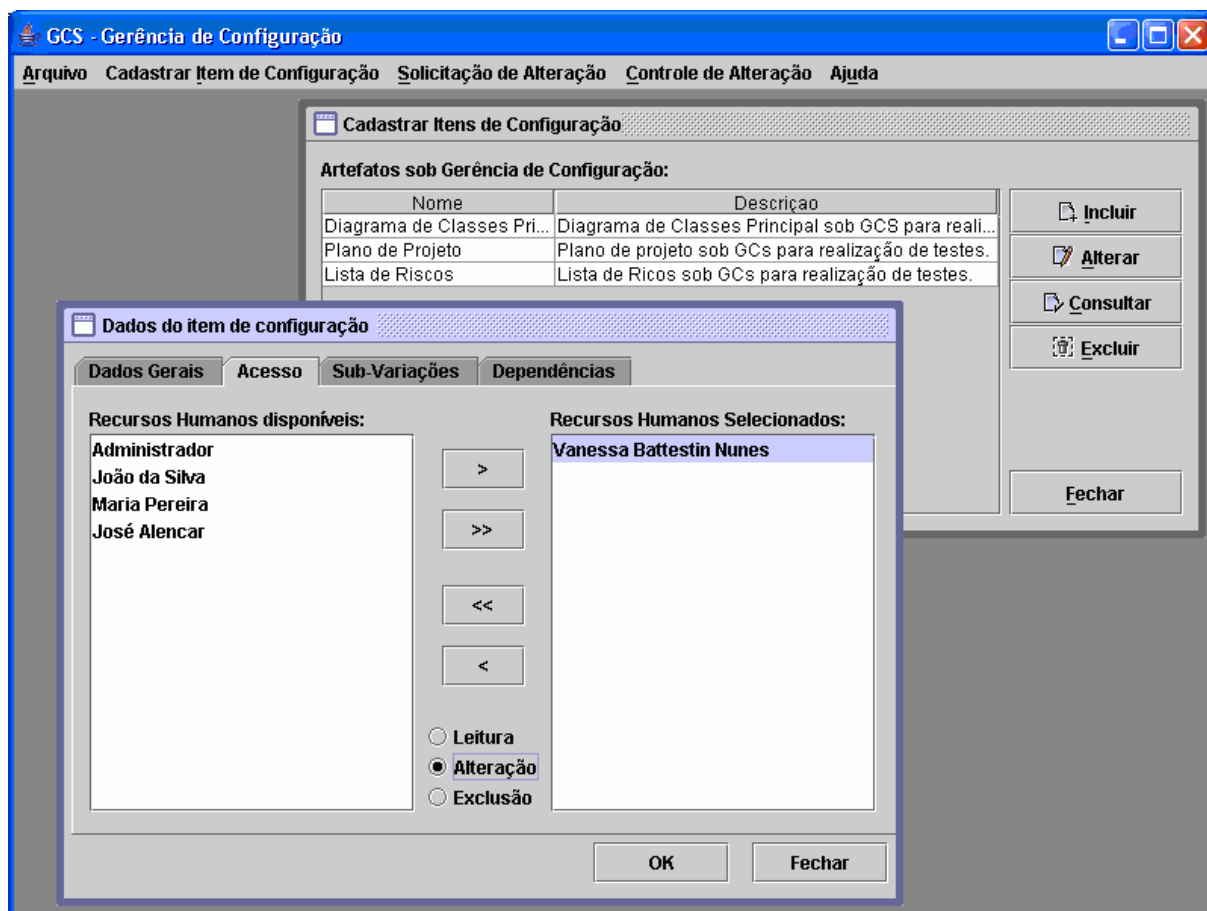 GCS - Gerência de Configuração
Arquivo Cadastrar Item de Configuração Solicitação de Alteração Controle de Alteração Ajuda
Cadastrar Itens de Configuração
Artefatos sob Gerência de Configuração:
Nome Descriçao
Diagrama de Classes Pri... Diagrama de Classes Principal sob GCS para reali...
Plano de Projeto Plano de projeto sob GCs para realização de testes.
Lista de Riscos Lista de Ricos sob GCs para realização de testes.
Incluir
Alterar
Consultar
Excluir
Fechar
Dados do item de configuração
Dados Gerais Acesso Sub-Variações Dependências
Recursos Humanos disponíveis:
Administrador
João da Silva
Maria Pereira
José Alencar
>
>>
<<
<
Leitura
Alteração
Exclusão
Recursos Humanos Selecionados:
Vanessa Battestin Nunes
OK Fechar